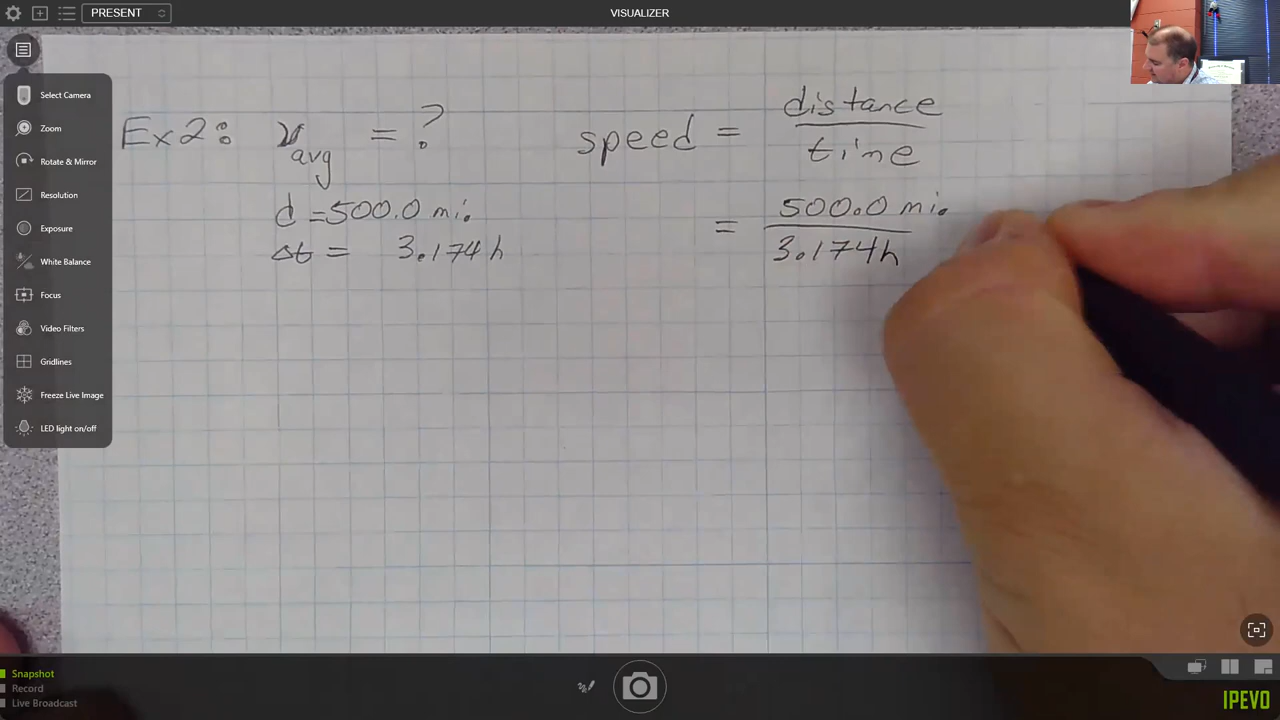 PRESENT
VISUALIZER
Select Camera
Zoom
Rotate & Mirror
Resolution
Exposure
White Balance
Focus
Video Filters
Gridlines
Freeze Live Image
LED light on/off
Ex2: v avg = ?
d = 500.0 mi.
Δt = 3.174 h
speed = distance / time
= 500.0 mi. / 3.174 h
Snapshot
Record
Live Broadcast
IPEVO